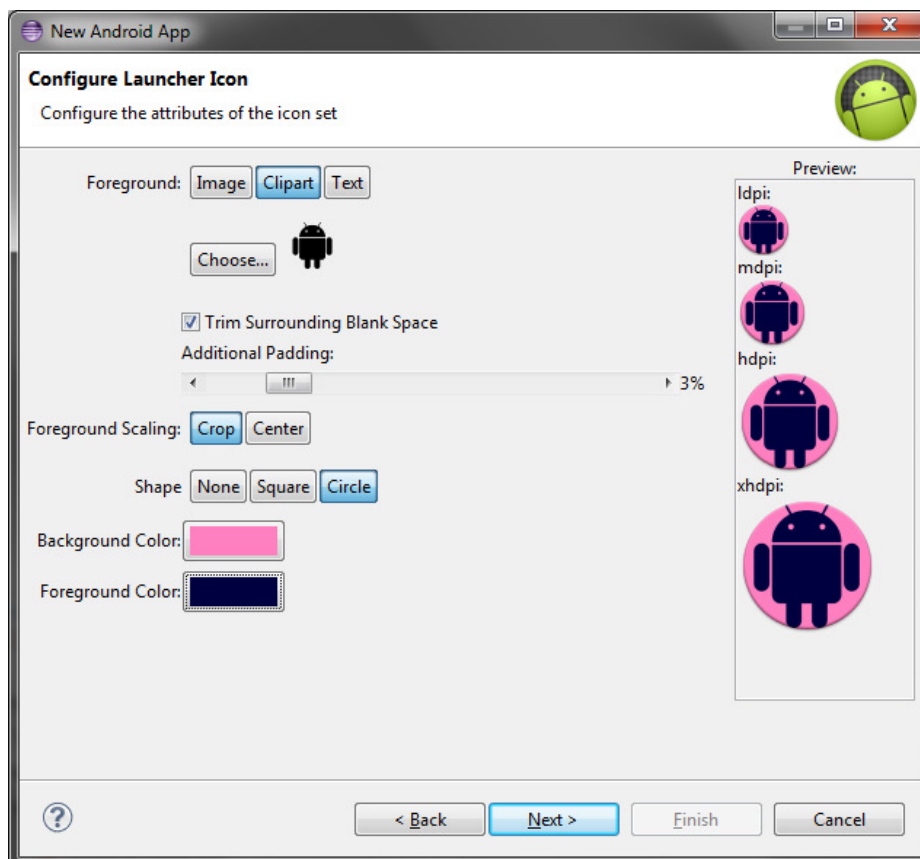 New Android App
Configure Launcher Icon
Configure the attributes of the icon set
Foreground: Image Clipart Text
Choose...
Trim Surrounding Blank Space
Additional Padding:
3%
Foreground Scaling: Crop Center
Shape None Square Circle
Background Color:
Foreground Color:
Preview:
ldpi:
mdpi:
hdpi:
xhdpi:
? < Back Next > Finish Cancel